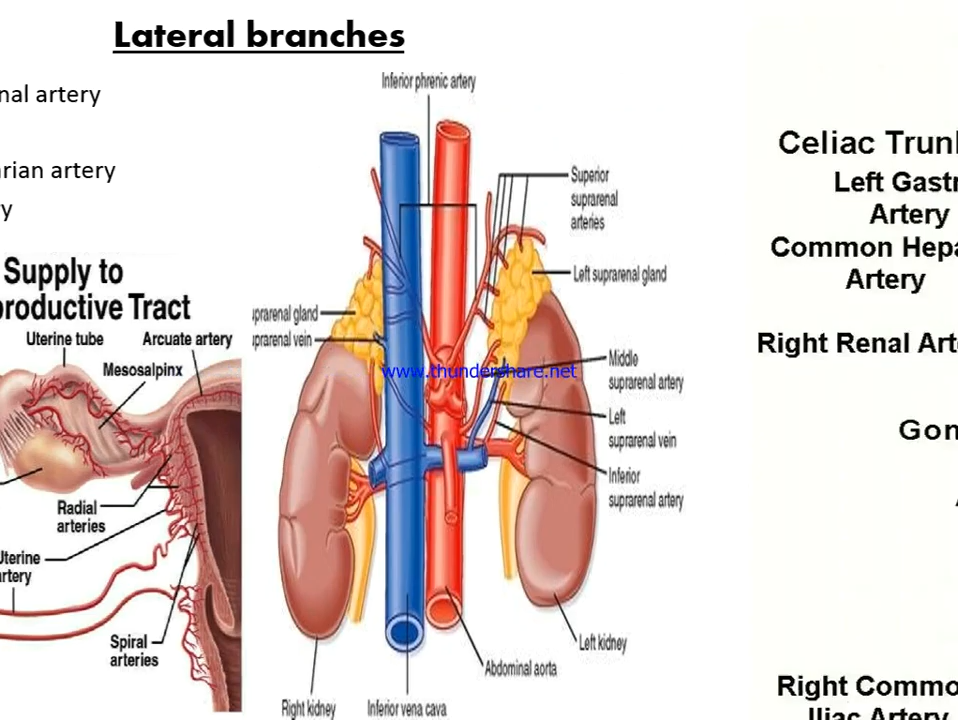 Lateral branches
nal artery
rian artery
y
Supply to
productive Tract
Uterine tube
Arcuate artery
Mesosalpinx
Radial
arteries
Uterine
artery
Spiral
arteries
Inferior phrenic artery
Superior
suprarenal
arteries
Left suprarenal gland
uprarenal gland
uprarenal vein
www.thundershare.net
Middle
suprarenal artery
Left
suprarenal vein
Inferior
suprarenal artery
Left kidney
Abdominal aorta
Right kidney
Inferior vena cava
Celiac Trun
Left Gastr
Artery
Common Hepa
Artery
Right Renal Art
Gon
Right Commo
Iliac Artery